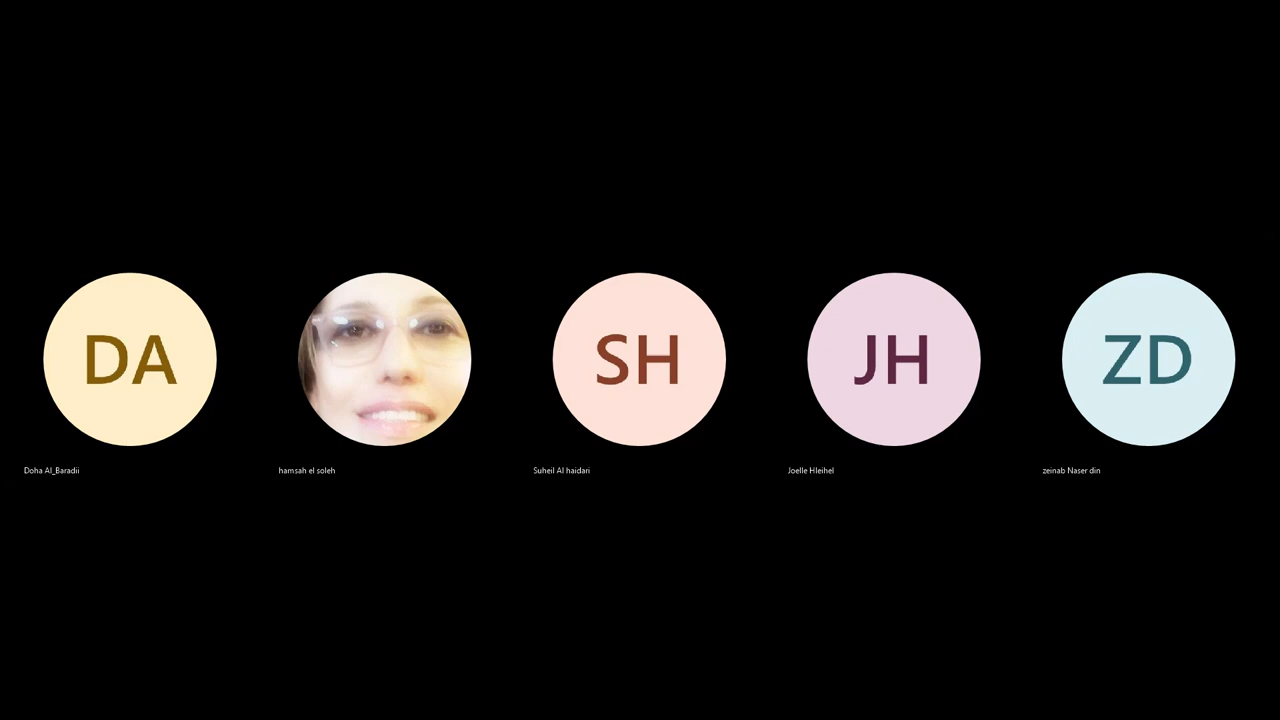 DA
SH
JH
ZD
Doha Al_Baradii
hamsah el soleh
Suheil Al haidari
Joelle Hleihel
zeinab Naser din